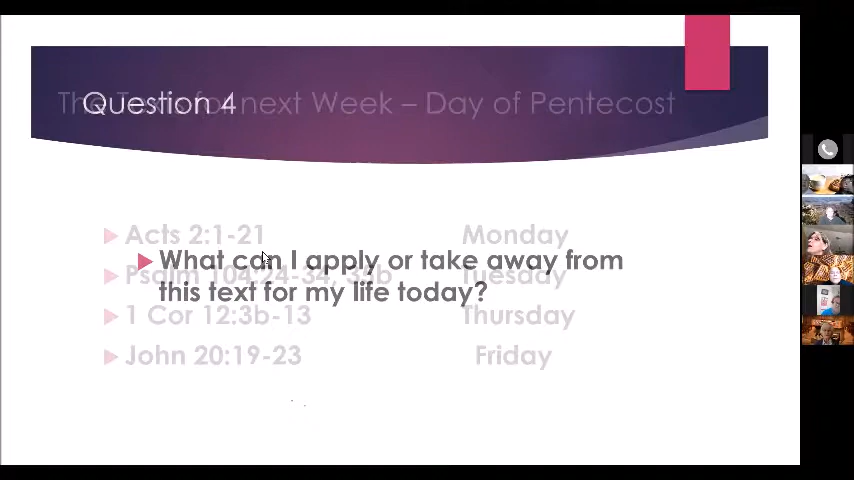 The Texts for next Week – Day of Pentecost
Question 4
Acts 2:1-21 Monday
What can I apply or take away from
Psalm 104:24-34, 35b Tuesday
this text for my life today?
1 Cor 12:3b-13 Thursday
John 20:19-23 Friday